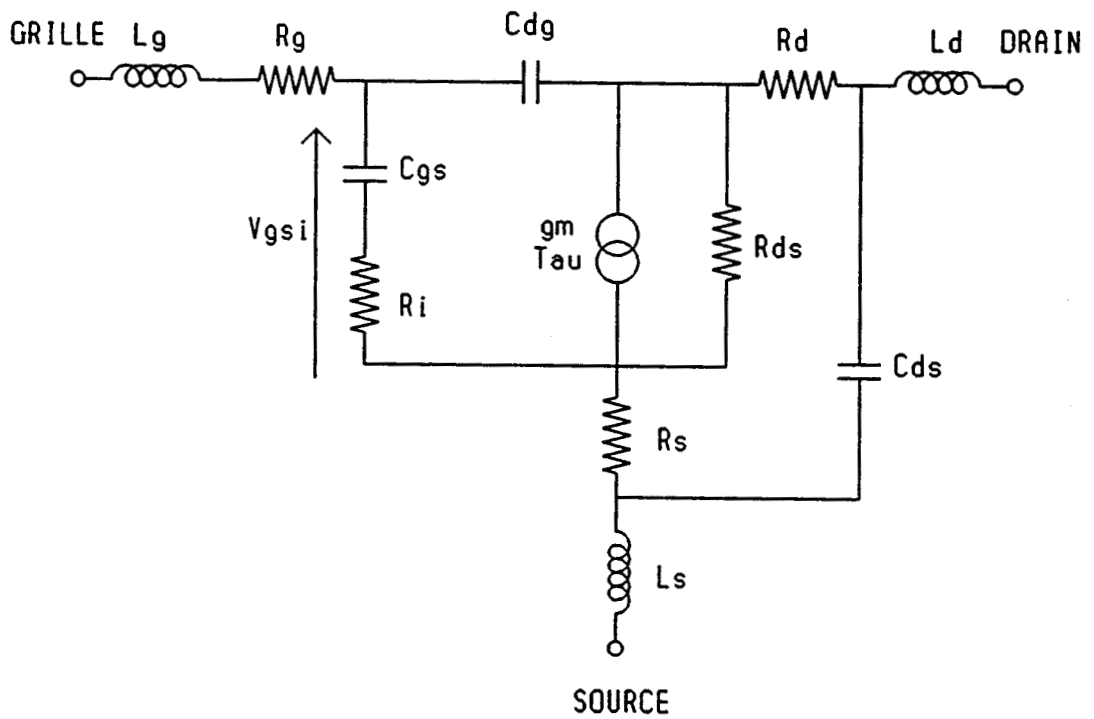 GRILLE Lg Rg Cdg Rd Ld DRAIN
Cgs
Vgsi
gm
Tau
Rds
Ri
Cds
Rs
Ls
SOURCE